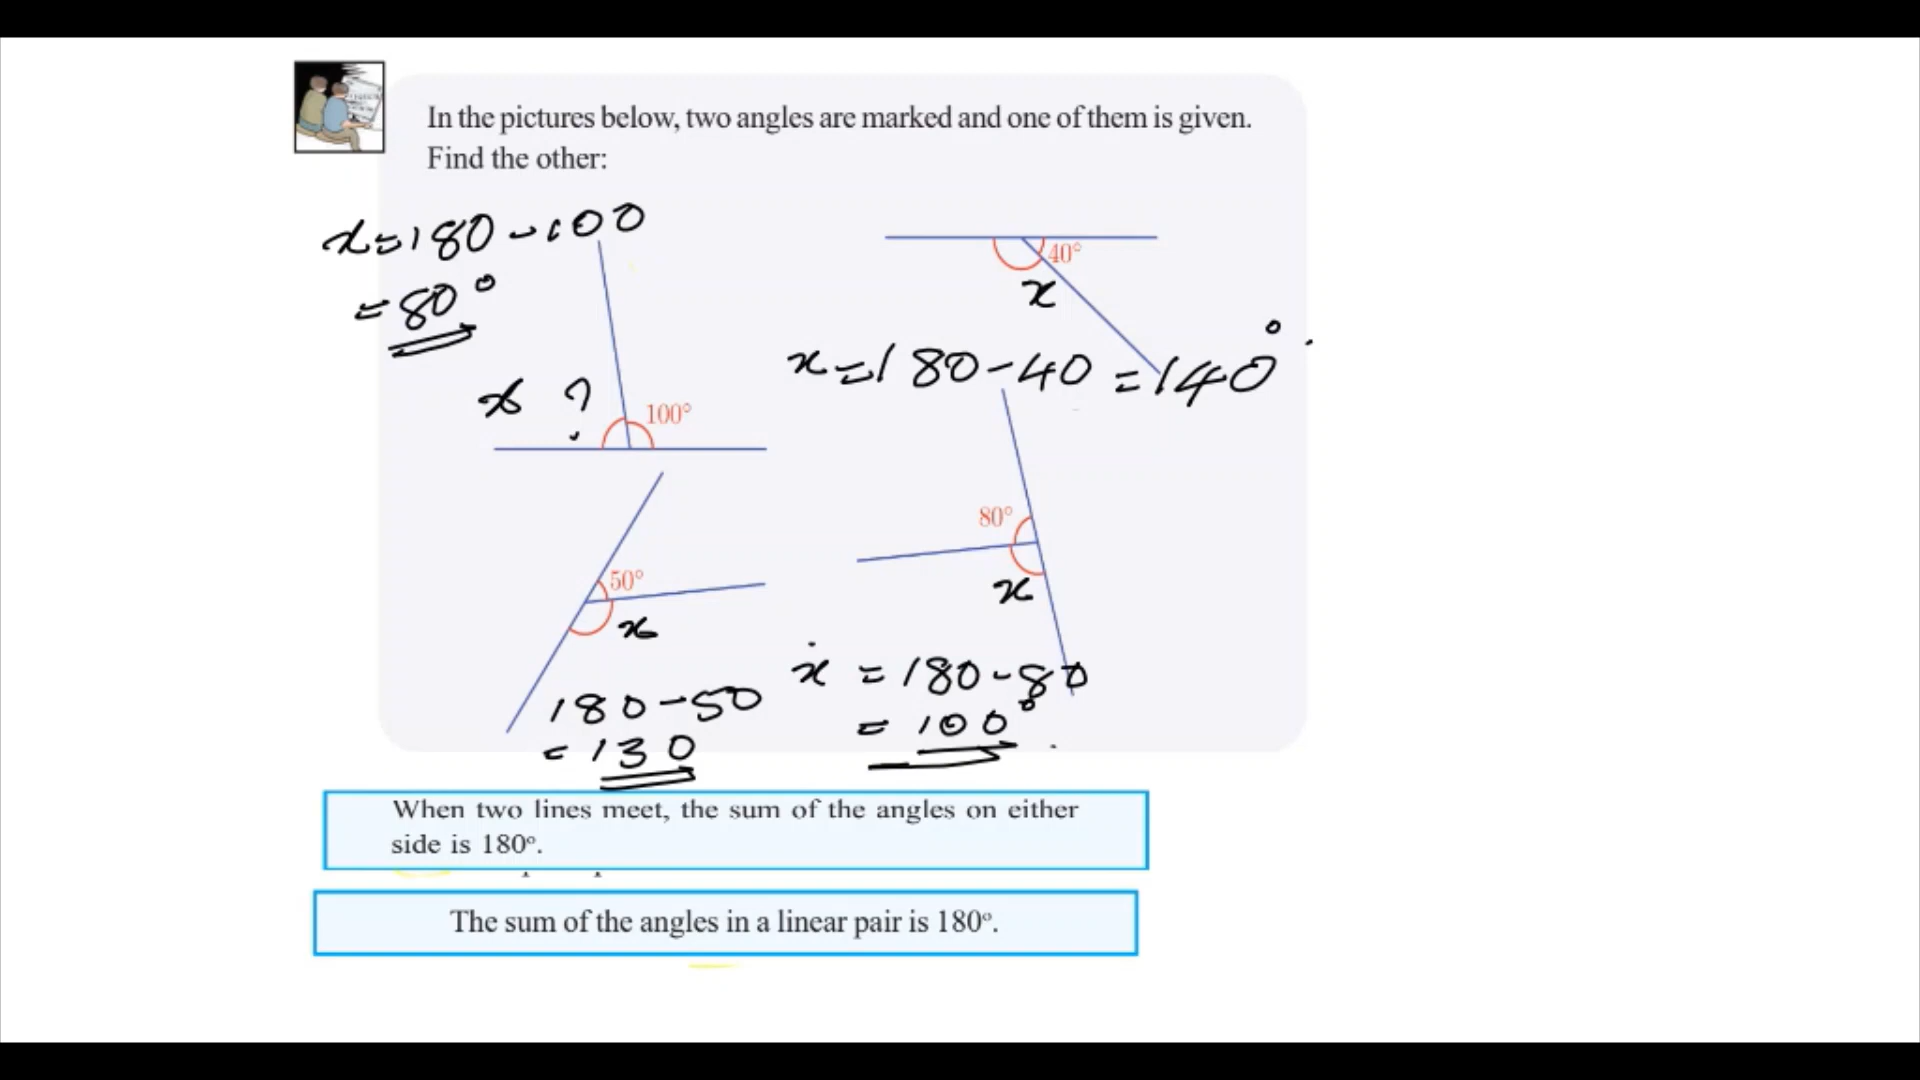 In the pictures below, two angles are marked and one of them is given.
Find the other:
x=180-100
=80°
x ?
100°
40°
x
x=180-40=140°
50°
x
180-50
=130
80°
x
x = 180-80
= 100°
When two lines meet, the sum of the angles on either
side is 180°.
The sum of the angles in a linear pair is 180°.